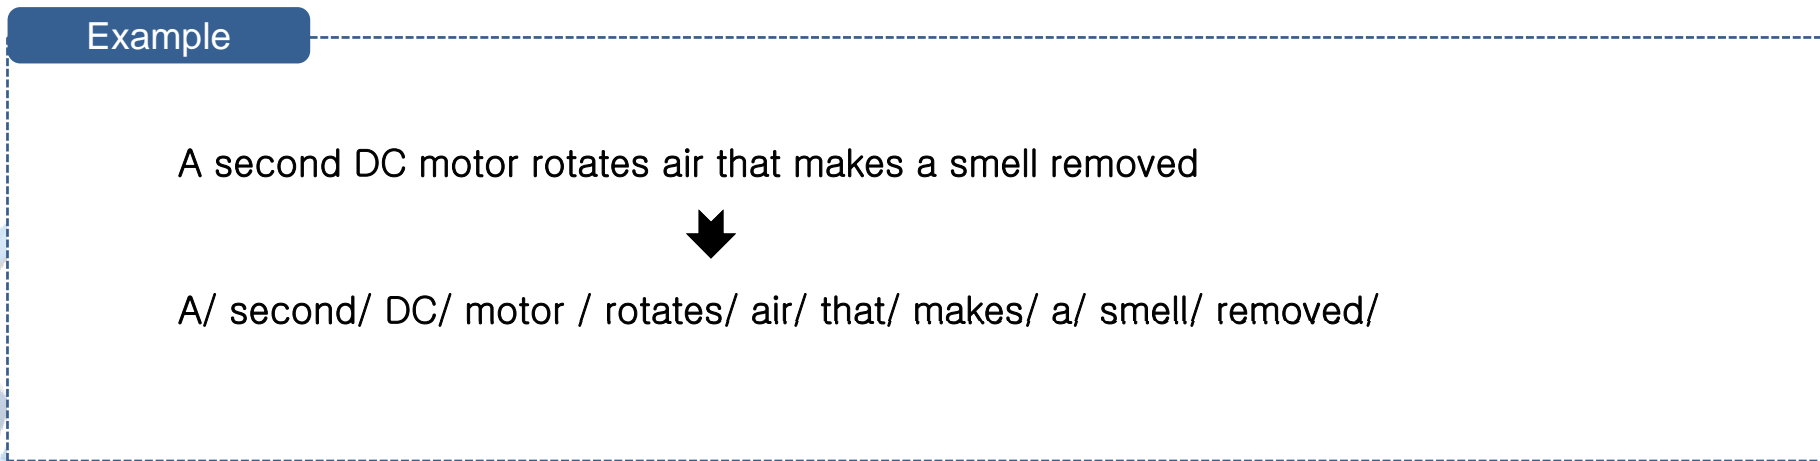 Example
A second DC motor rotates air that makes a smell removed
A/ second/ DC/ motor / rotates/ air/ that/ makes/ a/ smell/ removed/